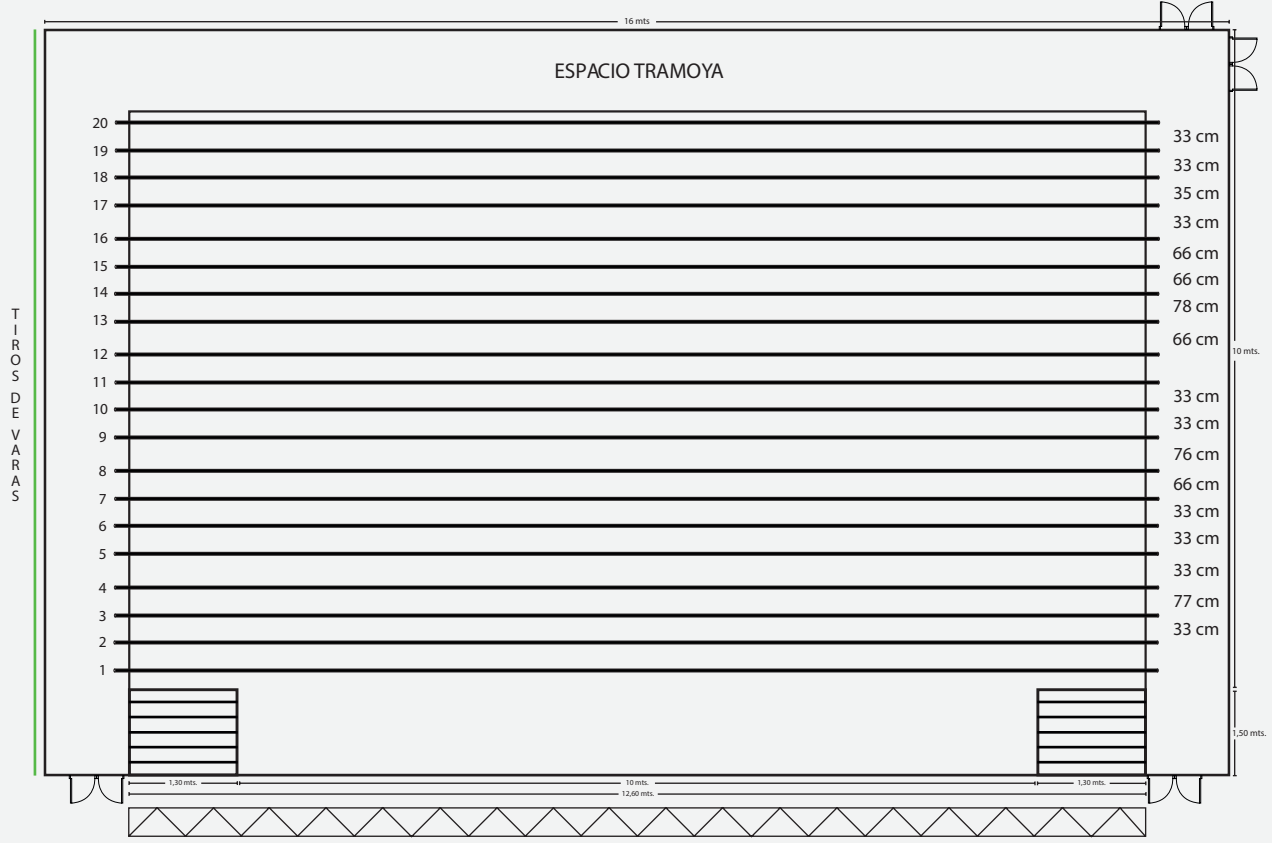 16 mts
ESPACIO TRAMOYA
20
33 cm
19
33 cm
18
35 cm
17
33 cm
16
66 cm
15
66 cm
14
78 cm
13
66 cm
12
10 mts.
11
33 cm
10
33 cm
9
76 cm
8
66 cm
7
33 cm
6
33 cm
5
33 cm
4
77 cm
3
33 cm
2
1
TIROS DE VARAS
1,50 mts.
1,30 mts.
10 mts.
1,30 mts.
12,60 mts.